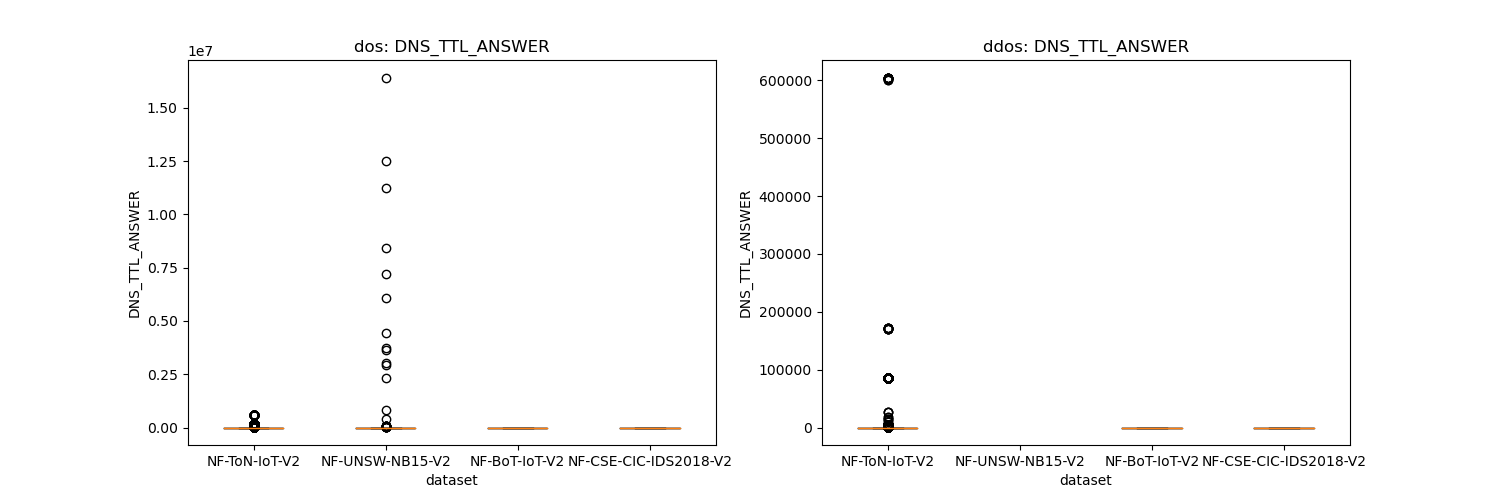 dos: DNS_TTL_ANSWER
1e7
1.50
1.25
1.00
0.75
0.50
0.25
0.00
DNS_TTL_ANSWER
NF-ToN-IoT-V2 NF-UNSW-NB15-V2 NF-BoT-IoT-V2 NF-CSE-CIC-IDS2018-V2
dataset
ddos: DNS_TTL_ANSWER
600000
500000
400000
300000
200000
100000
0
DNS_TTL_ANSWER
NF-ToN-IoT-V2 NF-UNSW-NB15-V2 NF-BoT-IoT-V2 NF-CSE-CIC-IDS2018-V2
dataset